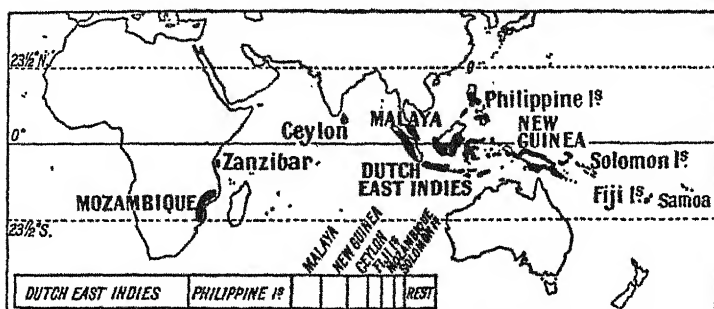 23½° N.
Philippine Iˢ
MALAYA
Ceylon
NEW
GUINEA
0°
Zanzibar
Solomon Iˢ
DUTCH
EAST INDIES
MOZAMBIQUE
Fiji Iˢ
Samoa
23½° S.
MALAYA
NEW GUINEA
CEYLON
FIJI Iˢ
MOZAMBIQUE
SOLOMON Iˢ
DUTCH EAST INDIES
PHILIPPINE Iˢ
REST